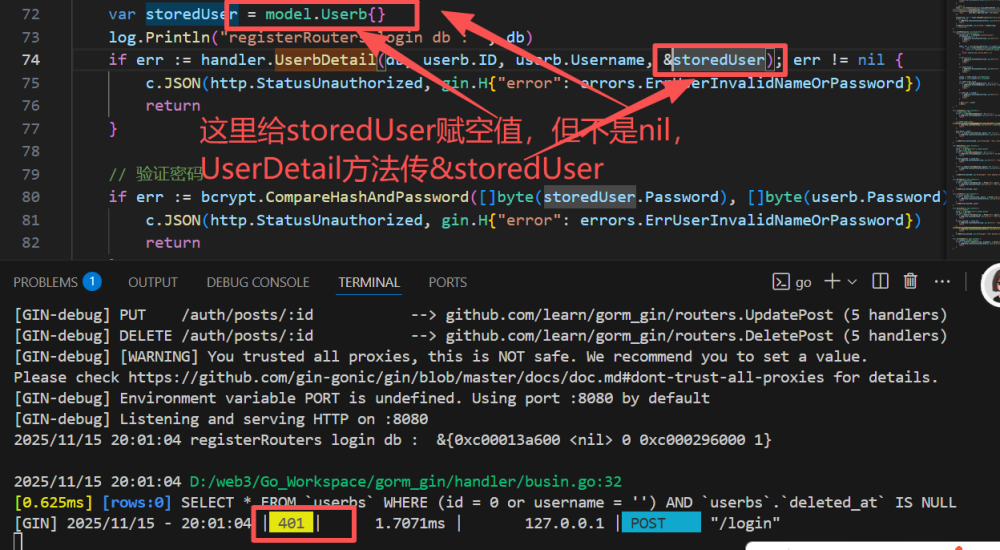 72 var storedUser = model.Userb{}
73 log.Println("registerRouters login db : ", db)
74 if err := handler.UserbDetail(db, userb.ID, userb.Username, &storedUser); err != nil {
75 c.JSON(http.StatusUnauthorized, gin.H{"error": errors.ErrUserInvalidNameOrPassword})
76 return
77 }
这里给storedUser赋空值，但不是nil，
78
UserDetail方法传&storedUser
79 // 验证密码
80 if err := bcrypt.CompareHashAndPassword([]byte(storedUser.Password), []byte(userb.Password)
81 c.JSON(http.StatusUnauthorized, gin.H{"error": errors.ErrUserInvalidNameOrPassword})
82 return
PROBLEMS 1 OUTPUT DEBUG CONSOLE TERMINAL PORTS go
[GIN-debug] PUT /auth/posts/:id --> github.com/learn/gorm_gin/routers.UpdatePost (5 handlers)
[GIN-debug] DELETE /auth/posts/:id --> github.com/learn/gorm_gin/routers.DeletePost (5 handlers)
[GIN-debug] [WARNING] You trusted all proxies, this is NOT safe. We recommend you to set a value.
Please check https://github.com/gin-gonic/gin/blob/master/docs/doc.md#dont-trust-all-proxies for details.
[GIN-debug] Environment variable PORT is undefined. Using port :8080 by default
[GIN-debug] Listening and serving HTTP on :8080
2025/11/15 20:01:04 registerRouters login db : &{0xc00013a600 <nil> 0 0xc000296000 1}
2025/11/15 20:01:04 D:/web3/Go_Workspace/gorm_gin/handler/busin.go:32
[0.625ms] [rows:0] SELECT * FROM `userbs` WHERE (id = 0 or username = '') AND `userbs`.`deleted_at` IS NULL
[GIN] 2025/11/15 - 20:01:04 | 401 | 1.7071ms | 127.0.0.1 | POST "/login"